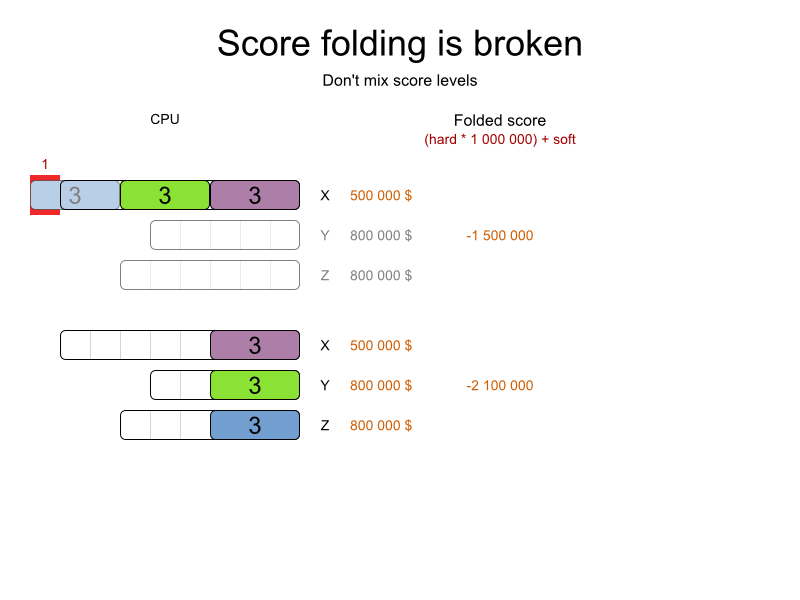 Score folding is broken
Don't mix score levels
CPU
Folded score
(hard * 1 000 000) + soft
1
3 3 3 X 500 000 $
Y 800 000 $ -1 500 000
Z 800 000 $
3 X 500 000 $
3 Y 800 000 $ -2 100 000
3 Z 800 000 $